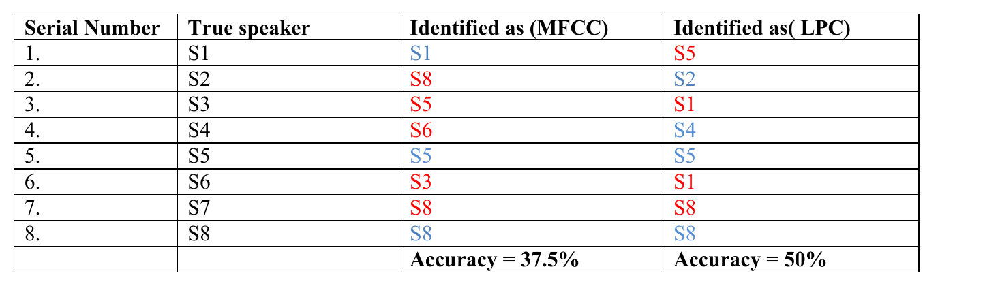 Serial Number True speaker Identified as (MFCC) Identified as( LPC)
1. S1 S1 S5
2. S2 S8 S2
3. S3 S5 S1
4. S4 S6 S4
5. S5 S5 S5
6. S6 S3 S1
7. S7 S8 S8
8. S8 S8 S8
Accuracy = 37.5% Accuracy = 50%